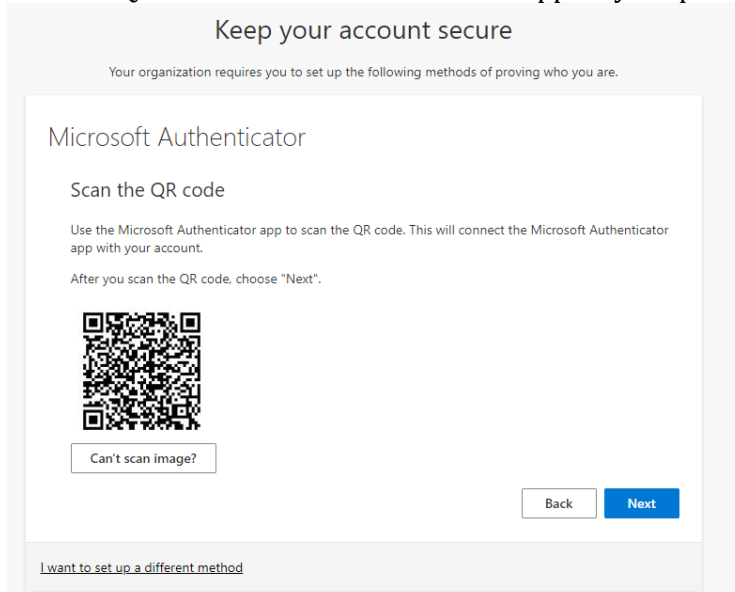 Keep your account secure
Your organization requires you to set up the following methods of proving who you are.
Microsoft Authenticator
Scan the QR code
Use the Microsoft Authenticator app to scan the QR code. This will connect the Microsoft Authenticator
app with your account.
After you scan the QR code, choose "Next".
Can't scan image?
Back
Next
I want to set up a different method